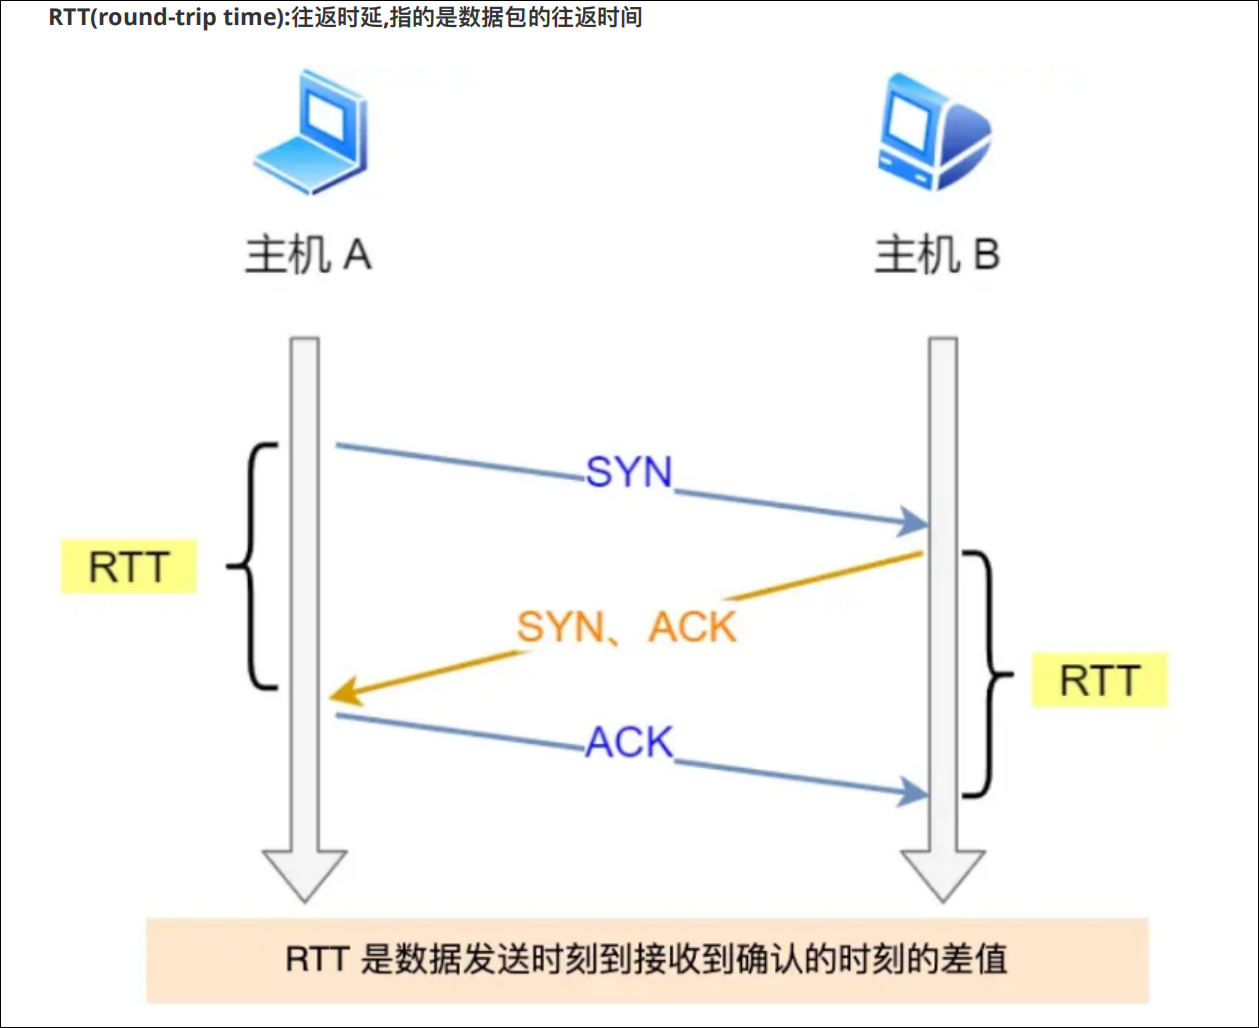 RTT(round-trip time):往返时延,指的是数据包的往返时间
主机 A
主机 B
SYN
RTT
SYN、ACK
RTT
ACK
RTT 是数据发送时刻到接收到确认的时刻的差值